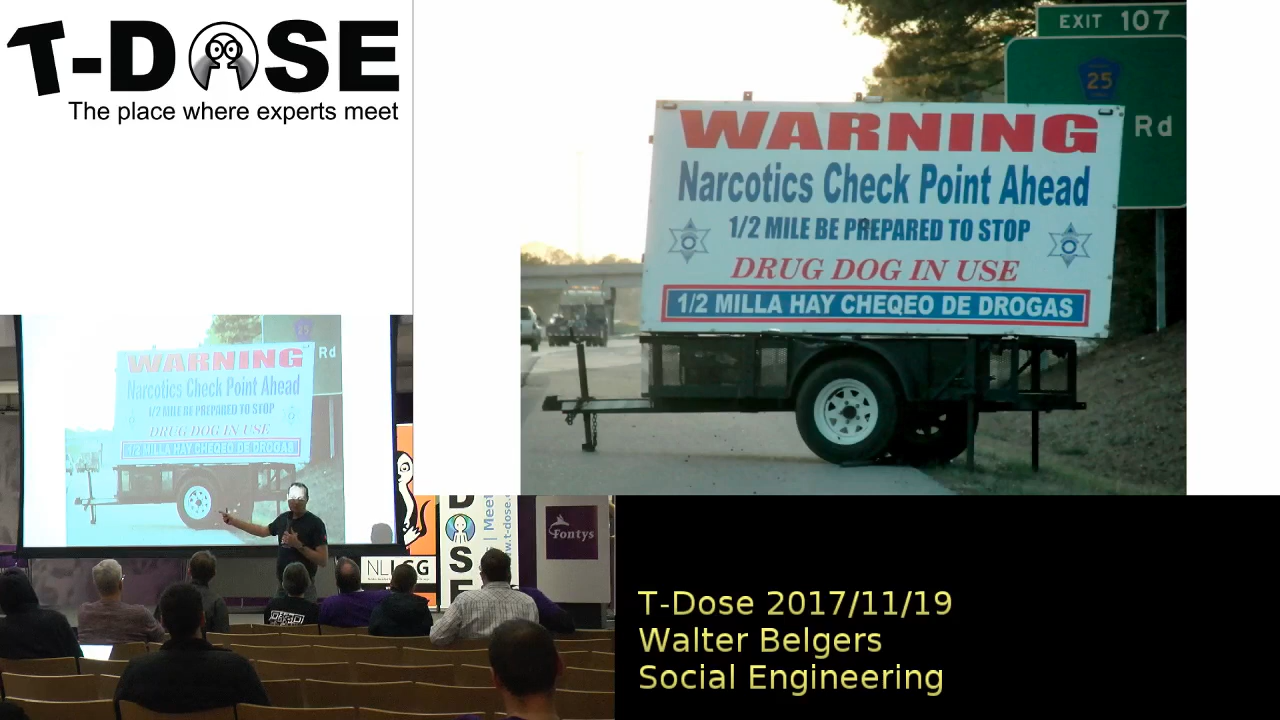 T-DOSE
The place where experts meet
EXIT 107
25
Rd
WARNING
Narcotics Check Point Ahead
1/2 MILE BE PREPARED TO STOP
DRUG DOG IN USE
1/2 MILLA HAY CHEQEO DE DROGAS
25
Rd
WARNING
Narcotics Check Point Ahead
1/2 MILE BE PREPARED TO STOP
DRUG DOG IN USE
1/2 MILLA HAY CHEQEO DE DROGAS
Fontys
T-Dose 2017/11/19
Walter Belgers
Social Engineering